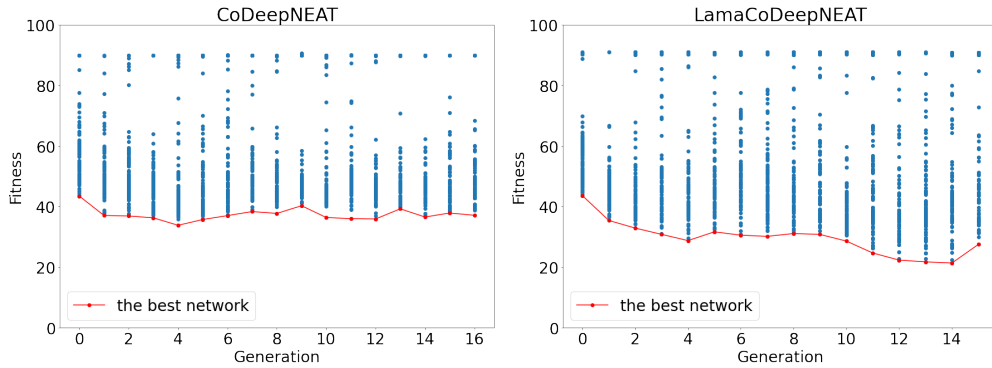 CoDeepNEAT
100
80
60
40
20
0
Fitness
the best network
0 2 4 6 8 10 12 14 16
Generation
LamaCoDeepNEAT
100
80
60
40
20
0
Fitness
the best network
0 2 4 6 8 10 12 14
Generation